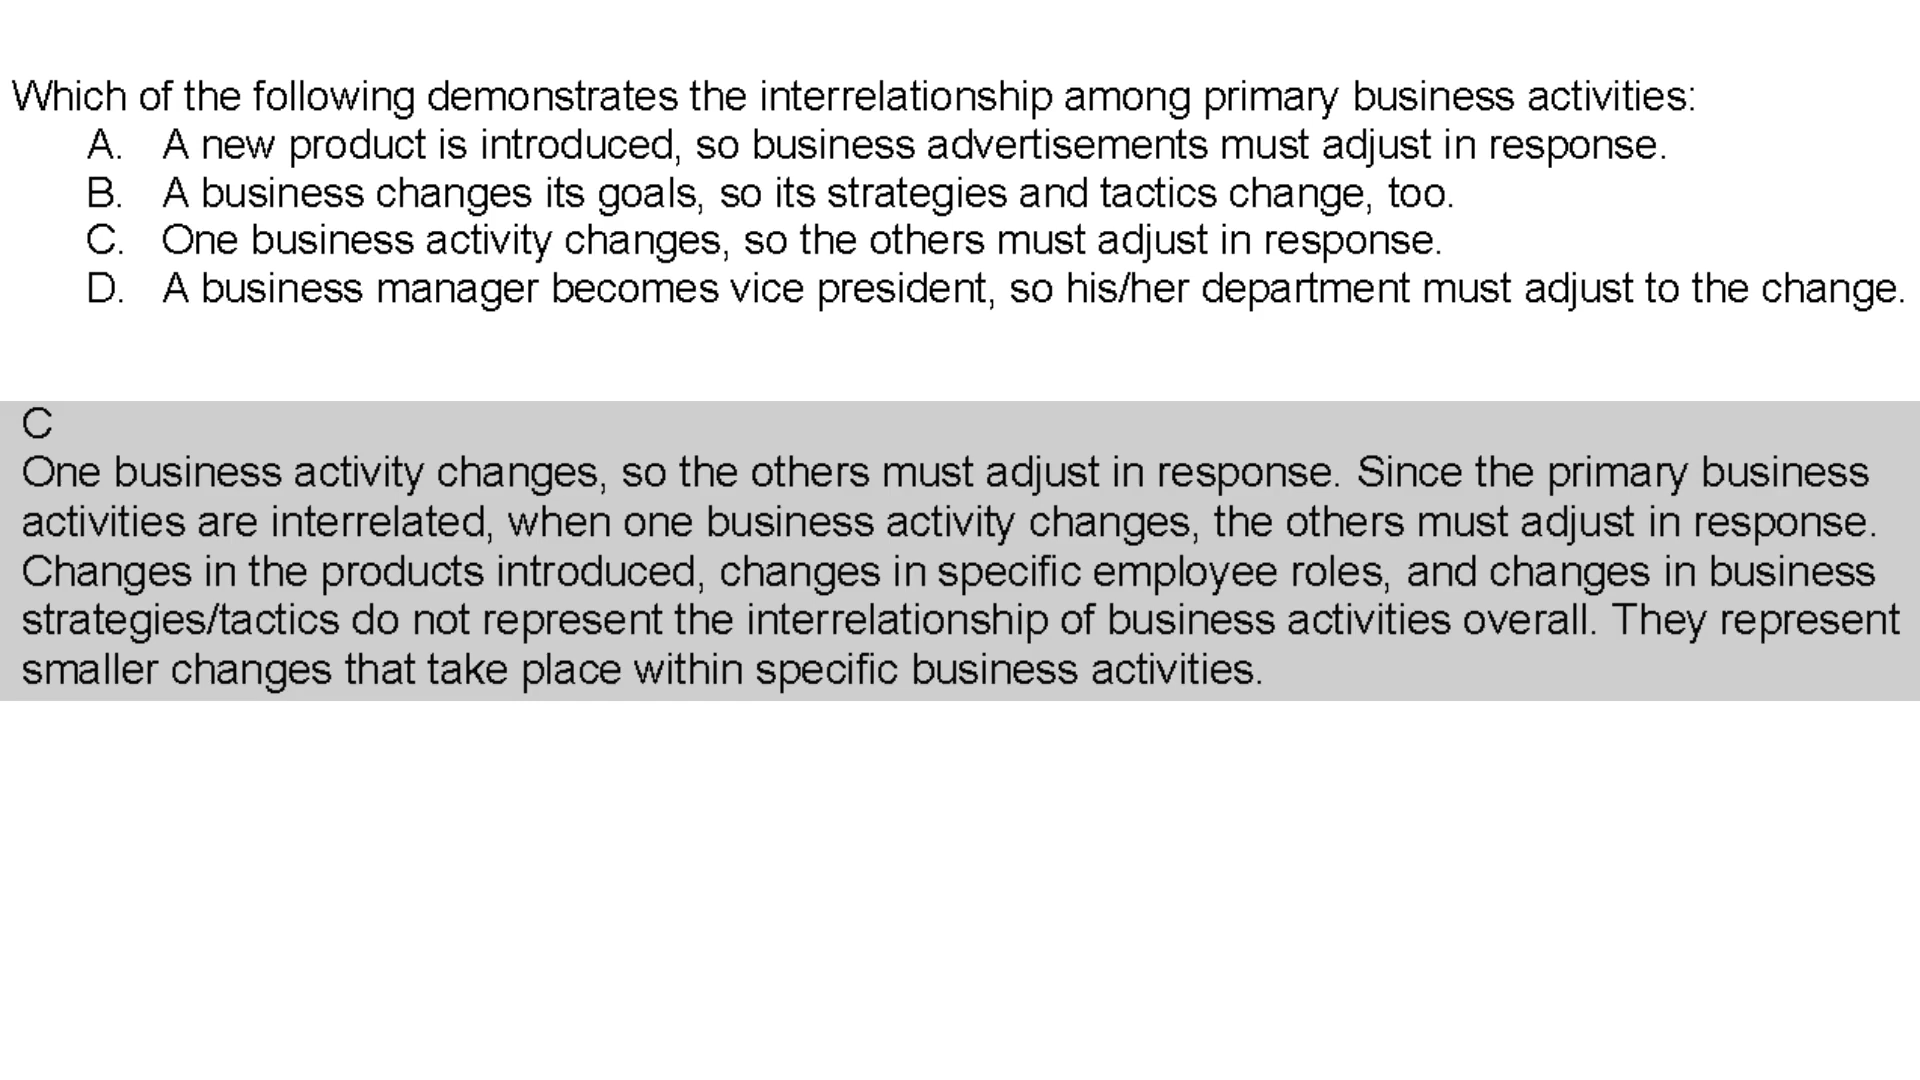 Which of the following demonstrates the interrelationship among primary business activities:
A. A new product is introduced, so business advertisements must adjust in response.
B. A business changes its goals, so its strategies and tactics change, too.
C. One business activity changes, so the others must adjust in response.
D. A business manager becomes vice president, so his/her department must adjust to the change.
C
One business activity changes, so the others must adjust in response. Since the primary business
activities are interrelated, when one business activity changes, the others must adjust in response.
Changes in the products introduced, changes in specific employee roles, and changes in business
strategies/tactics do not represent the interrelationship of business activities overall. They represent
smaller changes that take place within specific business activities.